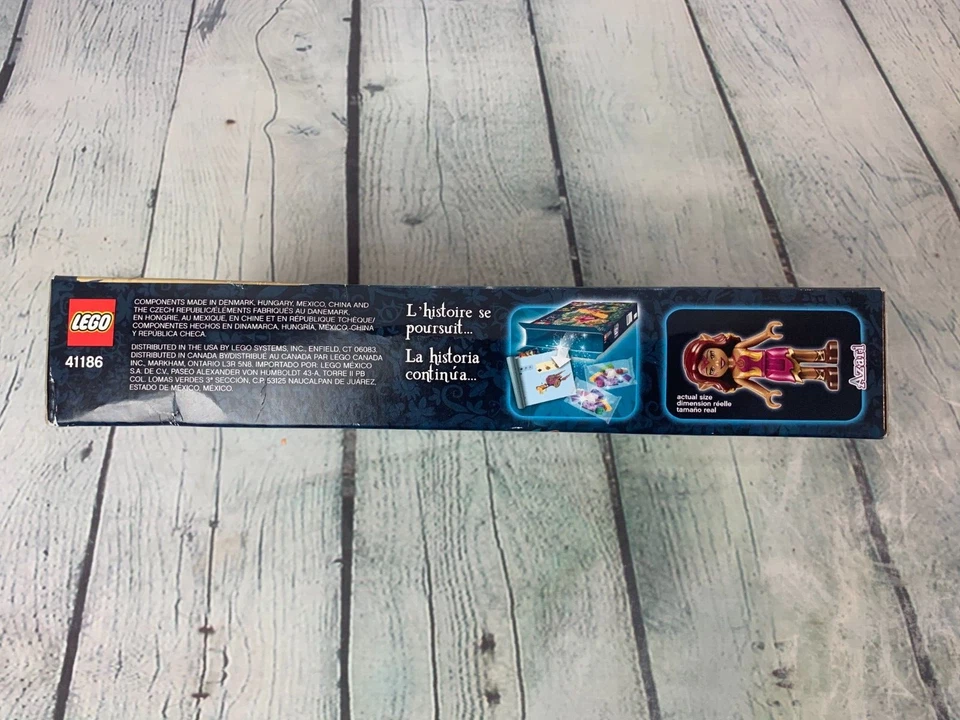 LEGO
41186
COMPONENTS MADE IN DENMARK, HUNGARY, MEXICO, CHINA AND
THE CZECH REPUBLIC/ÉLÉMENTS FABRIQUÉS AU DANEMARK,
EN HONGRIE, AU MEXIQUE, EN CHINE ET EN RÉPUBLIQUE TCHÈQUE/
COMPONENTES HECHOS EN DINAMARCA, HUNGRÍA, MÉXICO, CHINA
Y REPÚBLICA CHECA.
DISTRIBUTED IN THE USA BY LEGO SYSTEMS, INC., ENFIELD, CT 06083.
DISTRIBUTED IN CANADA BY/DISTRIBUÉ AU CANADA PAR LEGO CANADA
INC. MARKHAM, ONTARIO L3R 5N8. IMPORTADO POR: LEGO MÉXICO
S.A. DE C.V., PASEO ALEXANDER VON HUMBOLDT 43-A, TORRE II PB
COL. LOMAS VERDES 3ª SECCIÓN, C.P. 53125 NAUCALPAN DE JUÁREZ,
ESTADO DE MÉXICO, MÉXICO.
L'histoire se
poursuit...
La historia
continúa...
actual size
dimension réelle
tamaño real
Azari